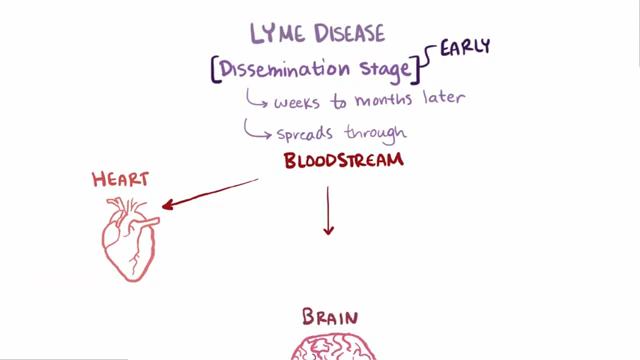 LYME DISEASE
[Dissemination Stage] EARLY
weeks to months later
spreads through
BLOODSTREAM
HEART
BRAIN